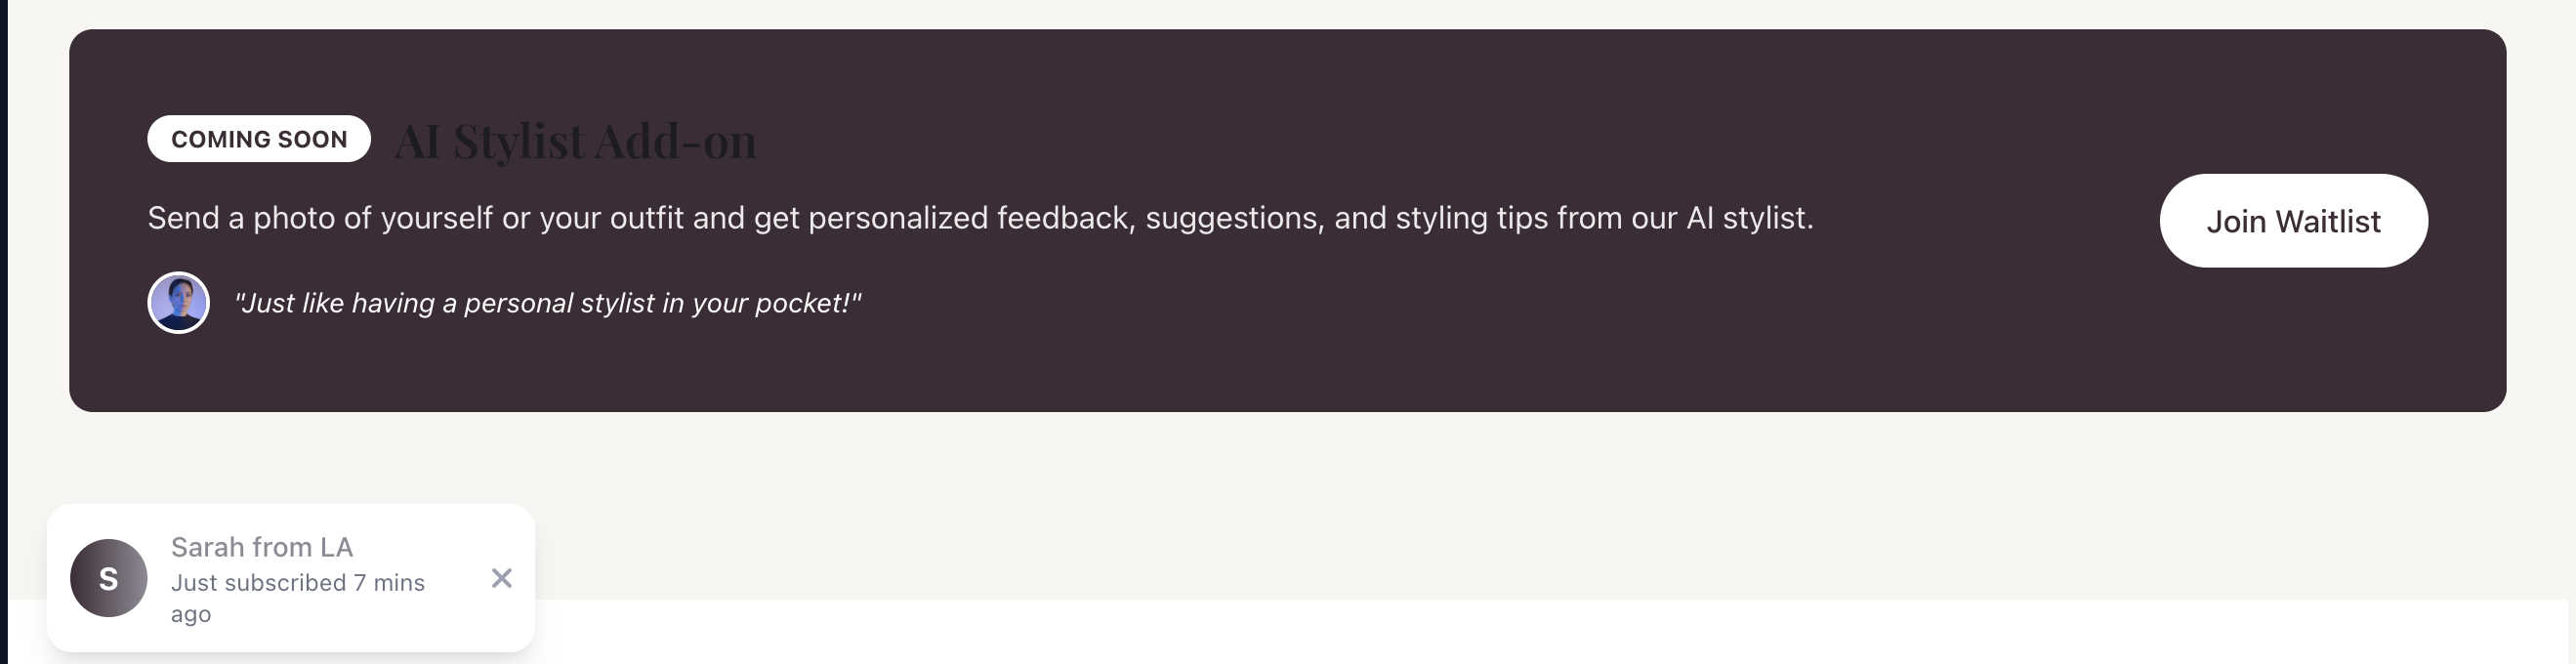 COMING SOON AI Stylist Add-on
Send a photo of yourself or your outfit and get personalized feedback, suggestions, and styling tips from our AI stylist.
"Just like having a personal stylist in your pocket!"
Join Waitlist
S
Sarah from LA
Just subscribed 7 mins
ago